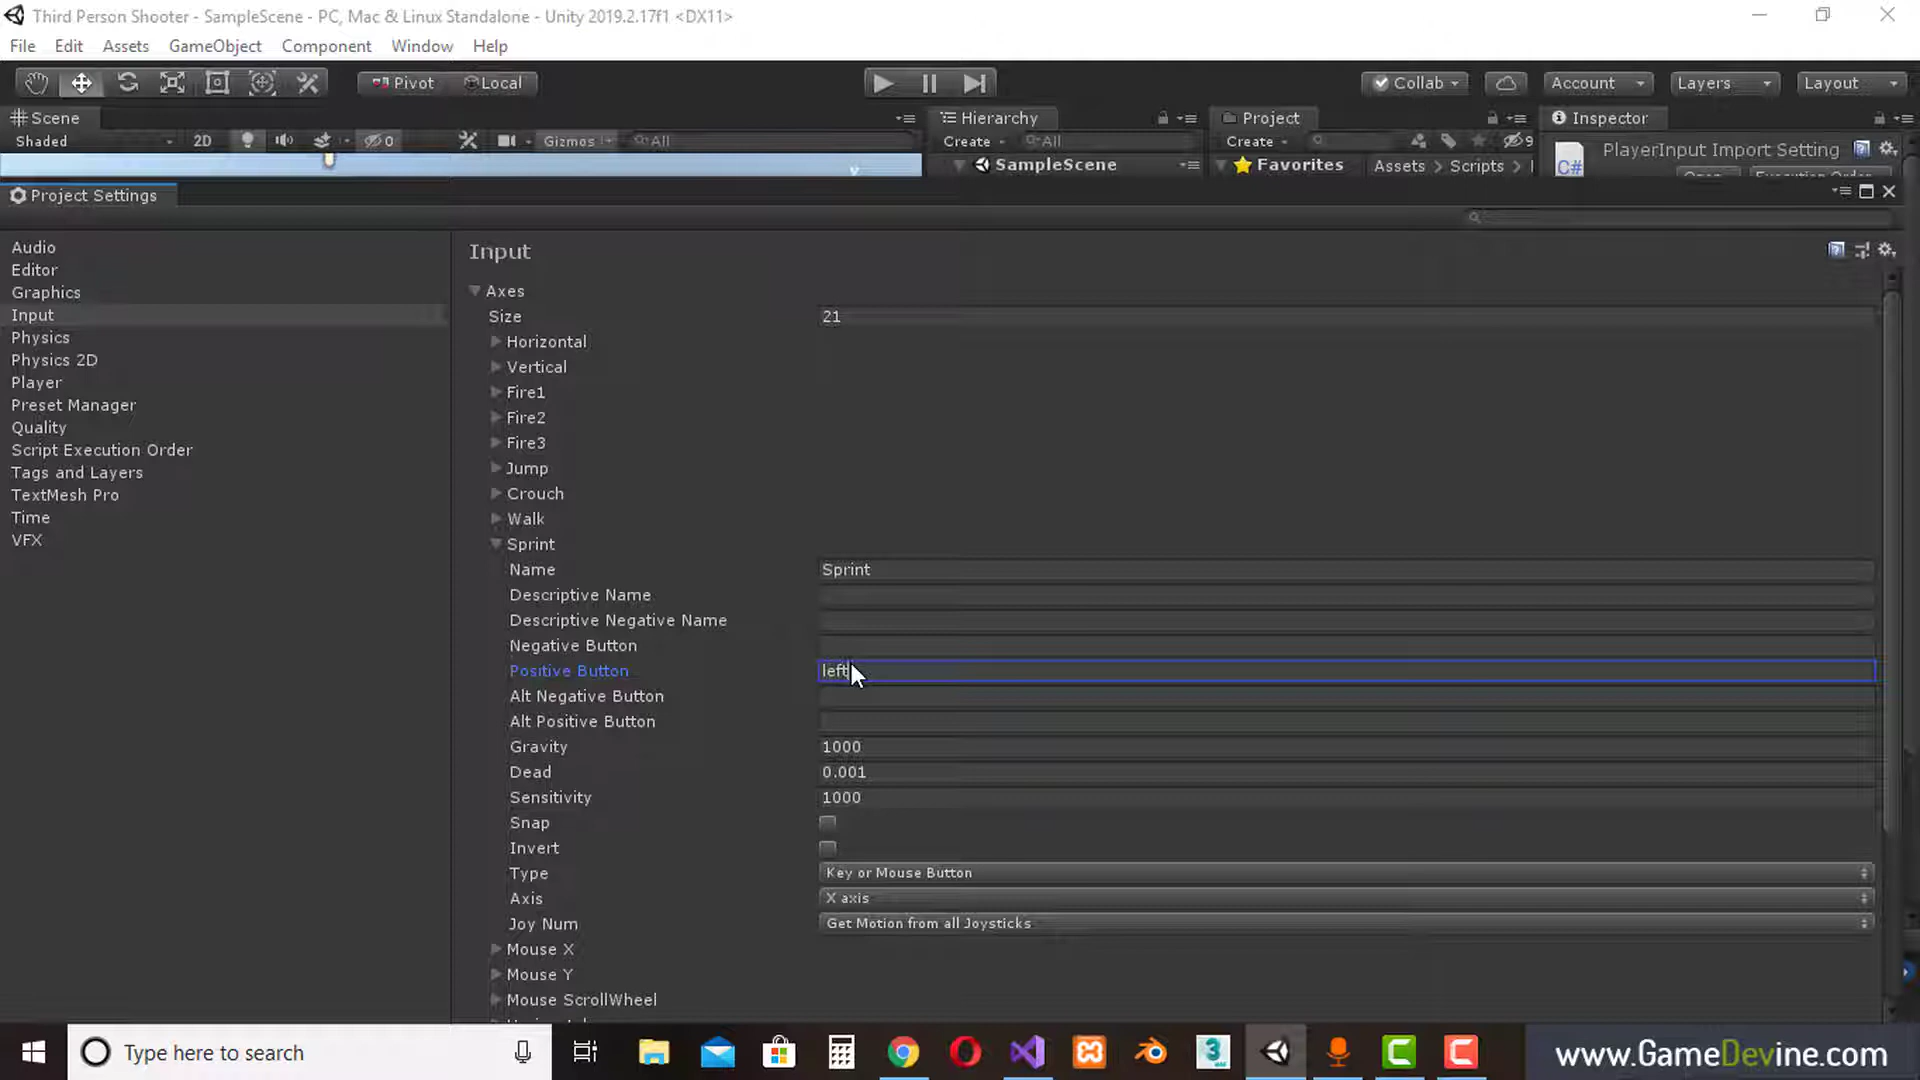 Third Person Shooter - SampleScene - PC, Mac & Linux Standalone - Unity 2019.2.17f1 <DX11>
File Edit Assets GameObject Component Window Help
Pivot Local Collab Account Layers Layout
Scene Hierarchy Project Inspector
Shaded 2D 0 Gizmos All Create All Create 9
SampleScene Favorites Assets > Scripts > PlayerInput Import Setting
C#
Project Settings
Audio
Editor
Graphics
Input
Physics
Physics 2D
Player
Preset Manager
Quality
Script Execution Order
Tags and Layers
TextMesh Pro
Time
VFX
Input
Axes
Size 21
Horizontal
Vertical
Fire1
Fire2
Fire3
Jump
Crouch
Walk
Sprint
Name Sprint
Descriptive Name
Descriptive Negative Name
Negative Button
Positive Button left
Alt Negative Button
Alt Positive Button
Gravity 1000
Dead 0.001
Sensitivity 1000
Snap
Invert
Type Key or Mouse Button
Axis X axis
Joy Num Get Motion from all Joysticks
Mouse X
Mouse Y
Mouse ScrollWheel
Type here to search
www.GameDevine.com